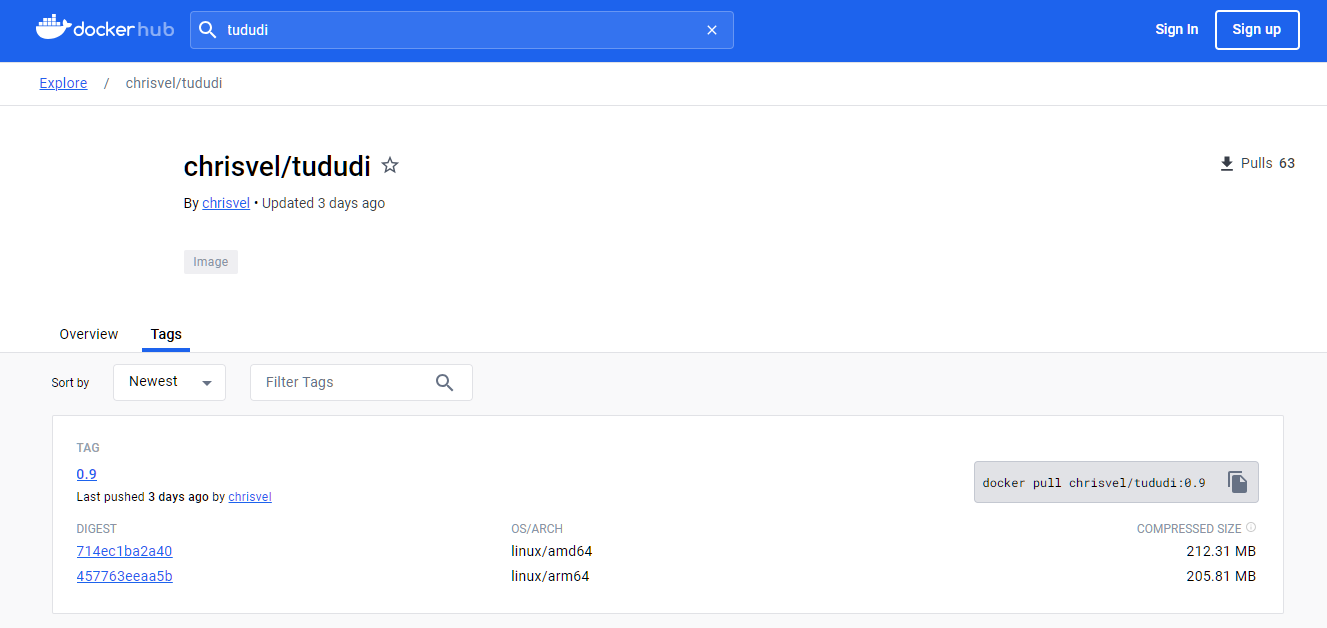 dockerhub
tududi
Sign In
Sign up
Explore / chrisvel/tududi
chrisvel/tududi
Pulls 63
By chrisvel • Updated 3 days ago
Image
Overview
Tags
Sort by
Newest
Filter Tags
TAG
0.9
Last pushed 3 days ago by chrisvel
docker pull chrisvel/tududi:0.9
DIGEST OS/ARCH COMPRESSED SIZE
714ec1ba2a40 linux/amd64 212.31 MB
457763eeaa5b linux/arm64 205.81 MB